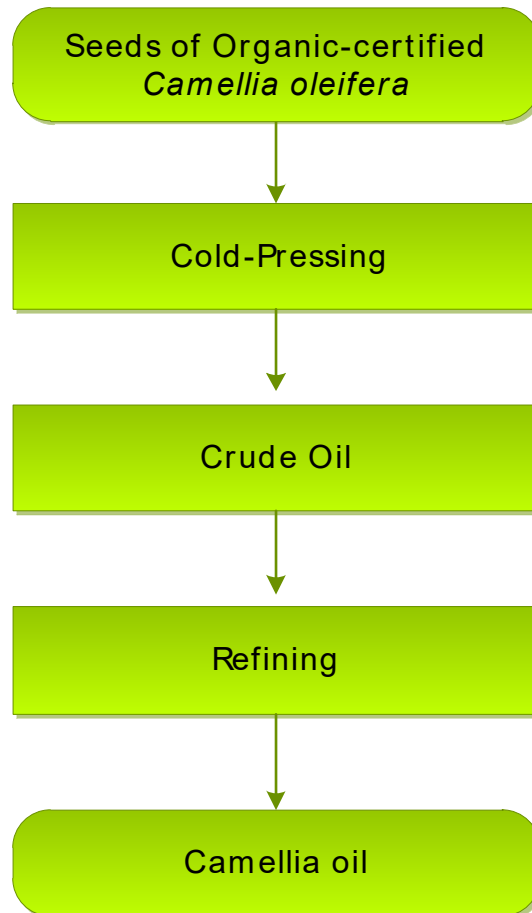 Seeds of Organic-certified
Camellia oleifera
Cold-Pressing
Crude Oil
Refining
Camellia oil